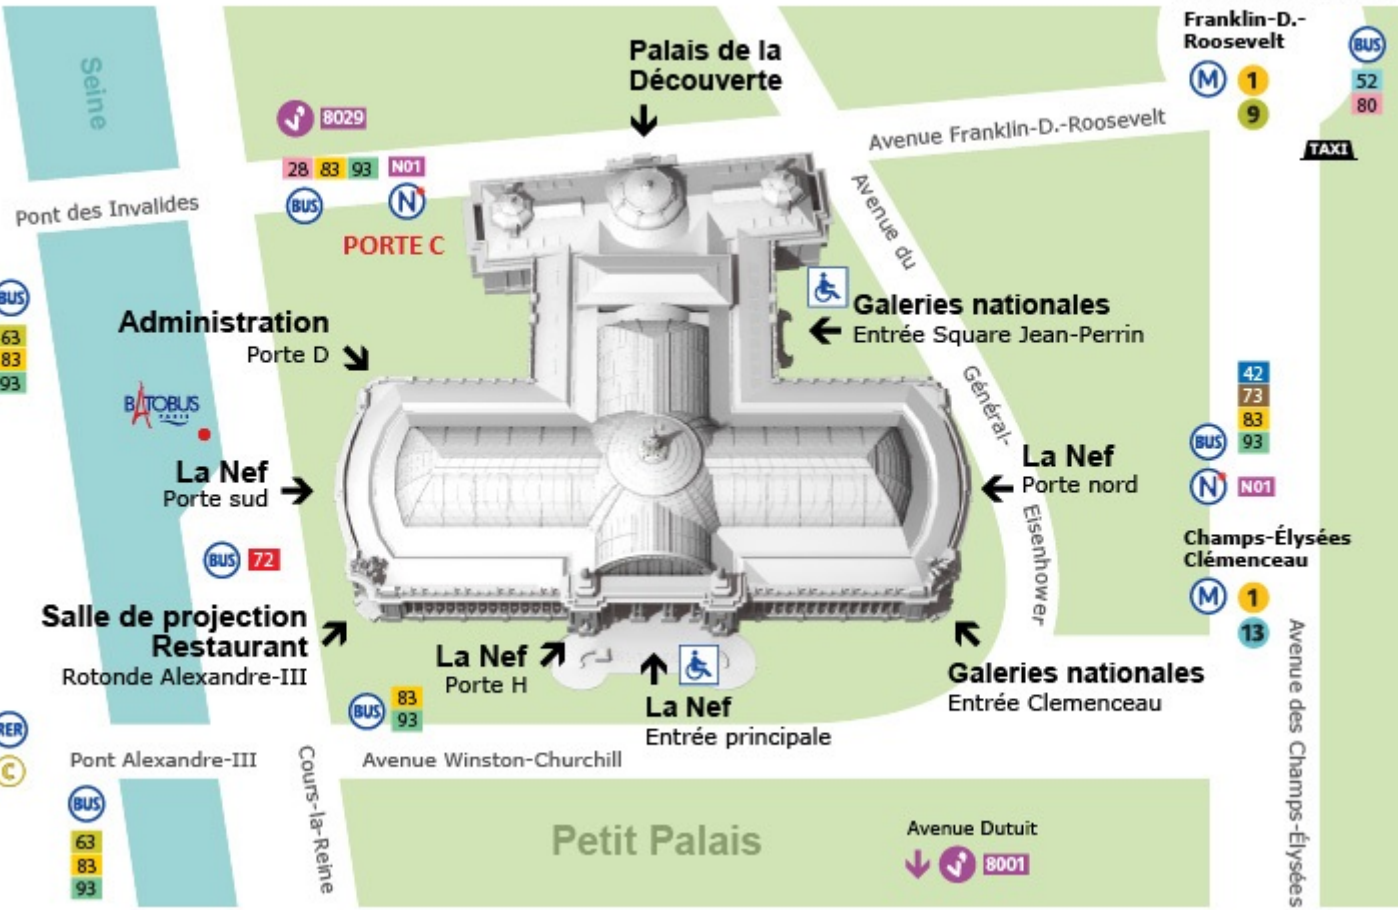 Seine
Palais de la
Découverte
Franklin-D.-
Roosevelt
M
1
9
BUS
52
80
TAXI
8029
28 83 93 N01
BUS N
PORTE C
Avenue Franklin-D.-Roosevelt
Pont des Invalides
Avenue du
Général-
Eisenhower
BUS
63
83
93
Administration
Porte D
Galeries nationales
Entrée Square Jean-Perrin
BATOBUS
PARIS
La Nef
Porte sud
La Nef
Porte nord
42
73
83
BUS 93
N N01
Champs-Élysées
Clémenceau
M 1
13
BUS 72
Salle de projection
Restaurant
Rotonde Alexandre-III
La Nef
Porte H
La Nef
Entrée principale
Galeries nationales
Entrée Clemenceau
BUS 83
93
RER
C
Pont Alexandre-III
Avenue Winston-Churchill
Cours-la-Reine
Avenue des Champs-Élysées
BUS
63
83
93
Petit Palais
Avenue Dutuit
8001